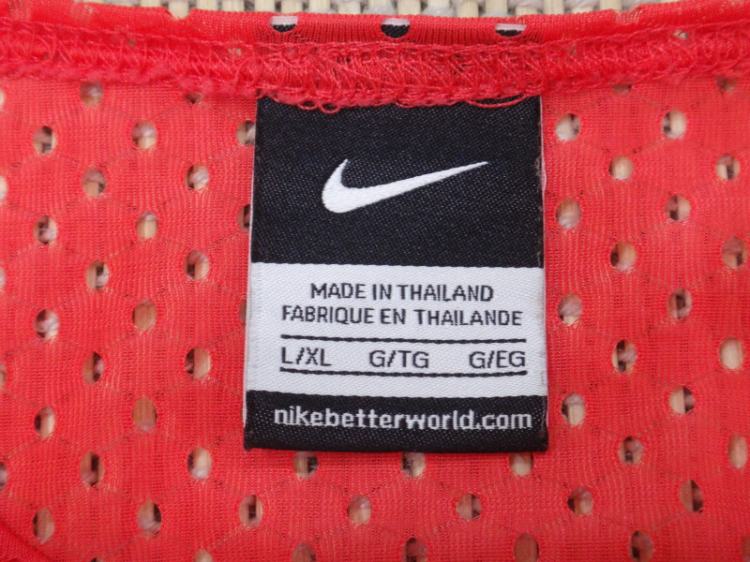 MADE IN THAILAND
FABRIQUE EN THAILANDE
L/XL G/TG G/EG
nikebetterworld.com